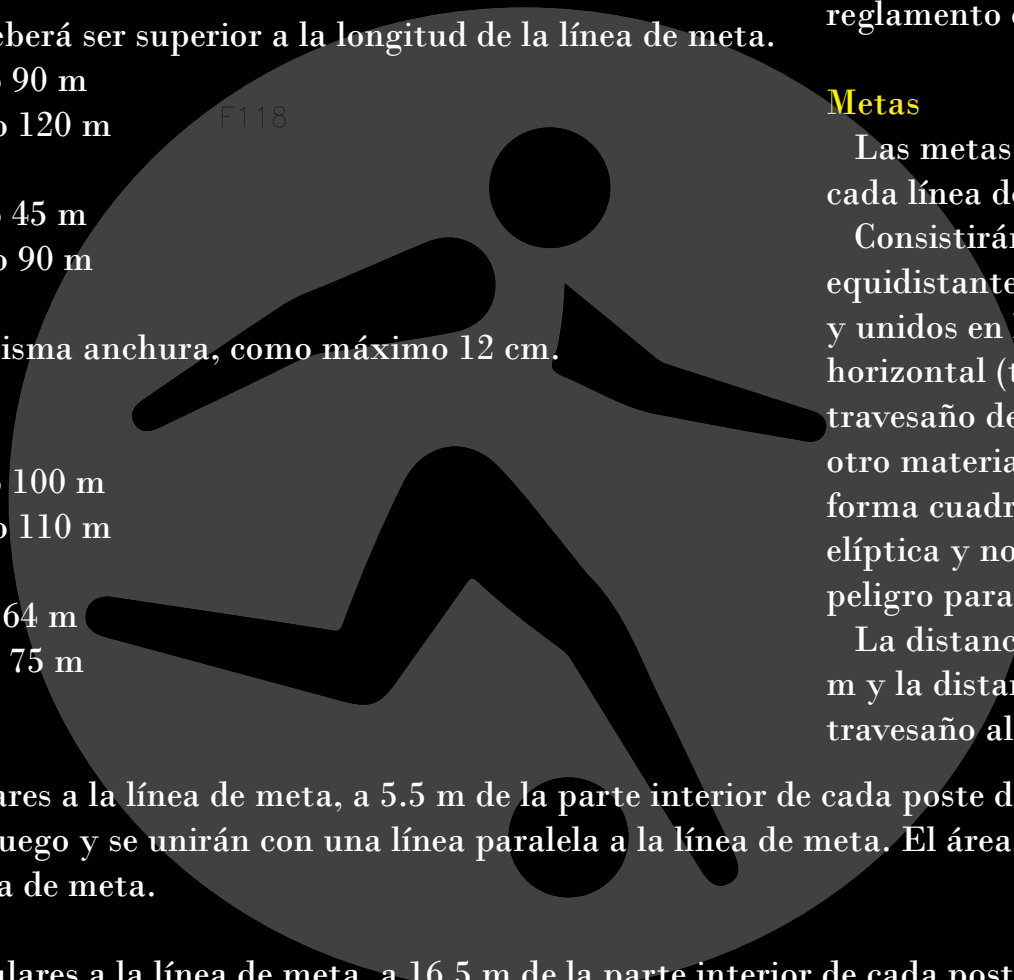 eberá ser superior a la longitud de la línea de meta.
90 m
o 120 m
45 m
o 90 m
isma anchura, como máximo 12 cm.
100 m
o 110 m
64 m
75 m
F118
reglamento
Metas
Las metas
cada línea d
Consistirá
equidistante
y unidos en
horizontal (
travesaño de
otro materia
forma cuadr
elíptica y no
peligro para
La distanc
m y la dista
travesaño al
ares a la línea de meta, a 5.5 m de la parte interior de cada poste d
uego y se unirán con una línea paralela a la línea de meta. El área
a de meta.
ulares a la línea de meta, a 16.5 m de la parte interior de cada post